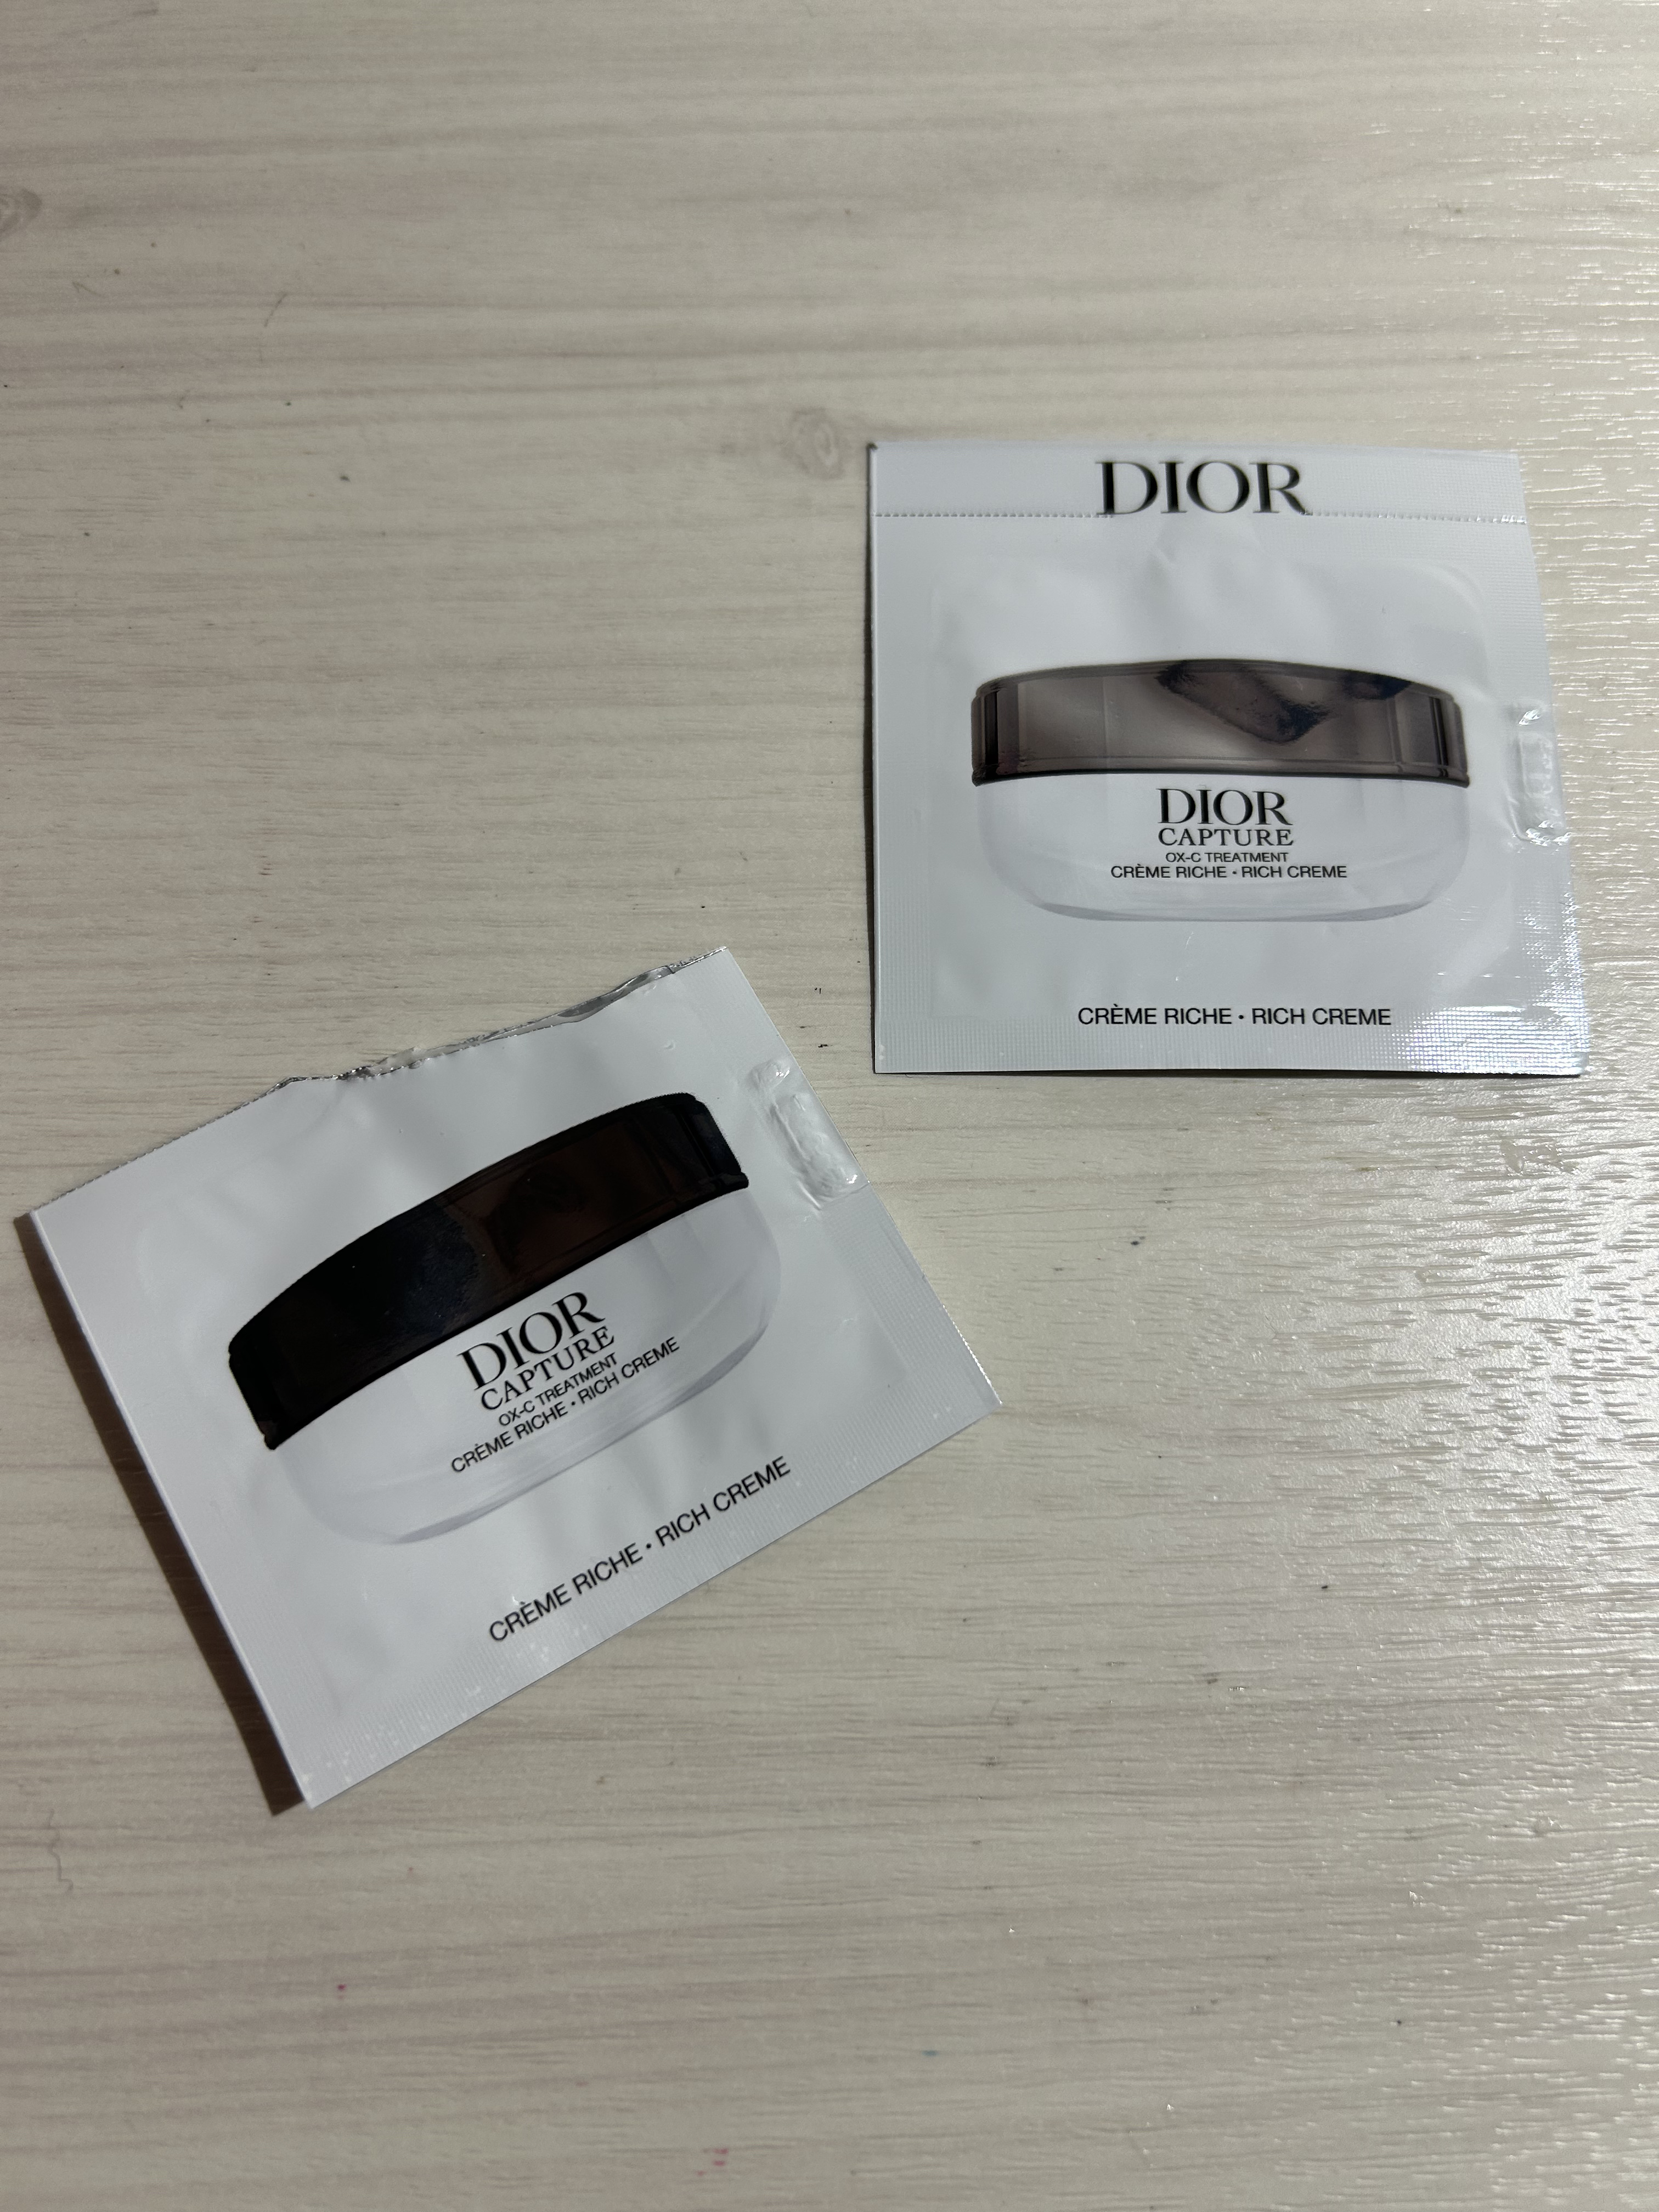 DIOR
DIOR
CAPTURE
OX-C TREATMENT
CRÈME RICHE • RICH CREME
CRÈME RICHE • RICH CREME
DIOR
CAPTURE
OX-C TREATMENT
CRÈME RICHE • RICH CREME
CRÈME RICHE • RICH CREME